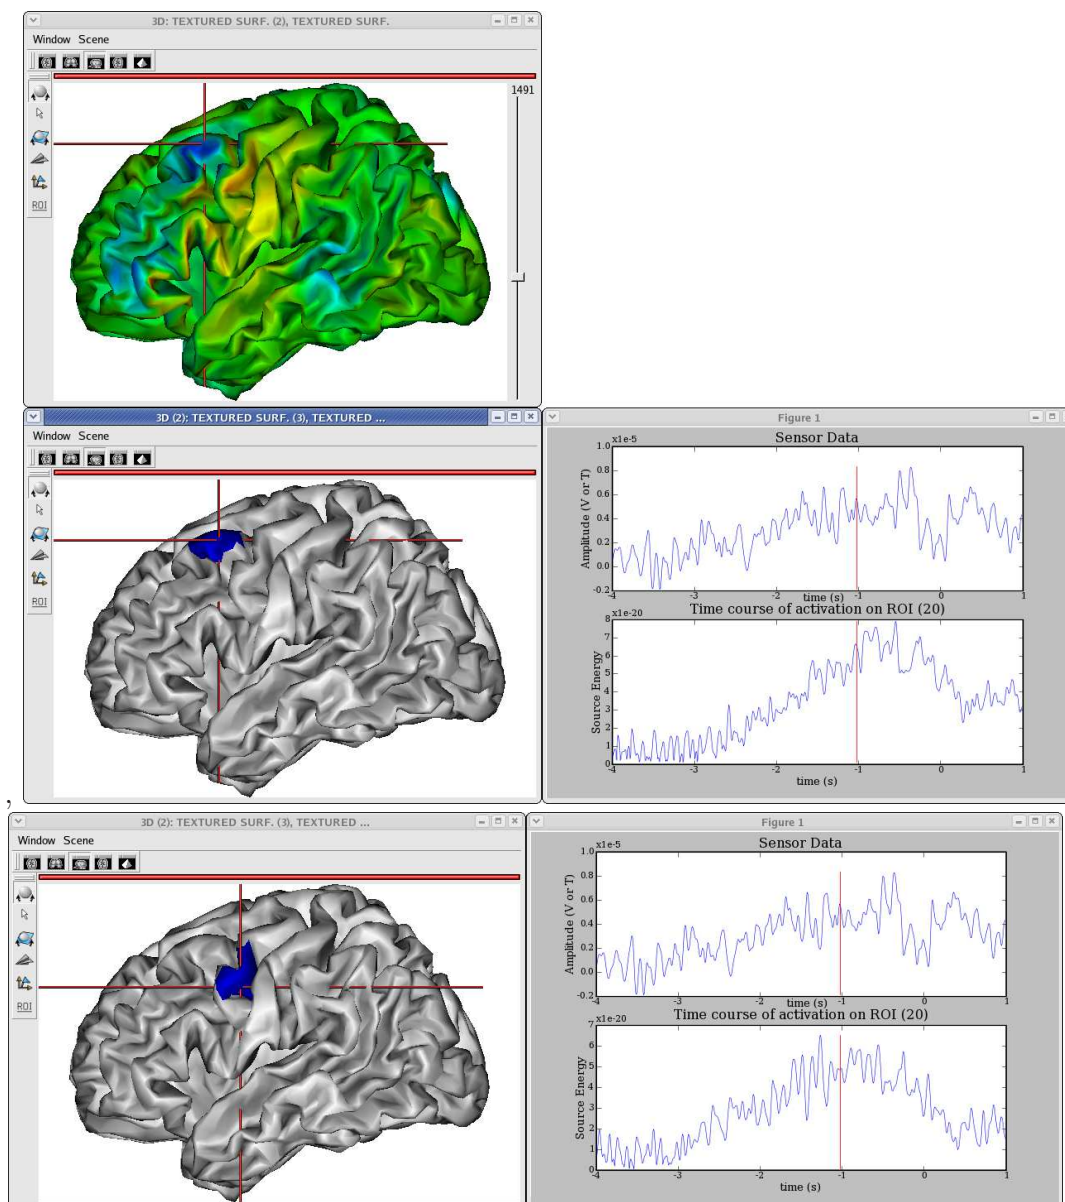 3D: TEXTURED SURF. (2), TEXTURED SURF.
Window Scene
1491
ROI
3D (2): TEXTURED SURF. (3), TEXTURED ...
Window Scene
ROI
Figure 1
Sensor Data
x1e-5
1.0
0.8
0.6
0.4
0.2
0.0
-0.2
Amplitude (V or T)
-4 -3 -2 -1 0 1
time (s)
Time course of activation on ROI (20)
x1e-20
8
7
6
5
4
3
2
1
0
Source Energy
-4 -3 -2 -1 0 1
time (s)
,
3D (2): TEXTURED SURF. (3), TEXTURED ...
Window Scene
ROI
Figure 1
Sensor Data
x1e-5
1.0
0.8
0.6
0.4
0.2
0.0
-0.2
Amplitude (V or T)
-4 -3 -2 -1 0 1
time (s)
Time course of activation on ROI (20)
x1e-20
7
6
5
4
3
2
1
0
Source Energy
-4 -3 -2 -1 0 1
time (s)